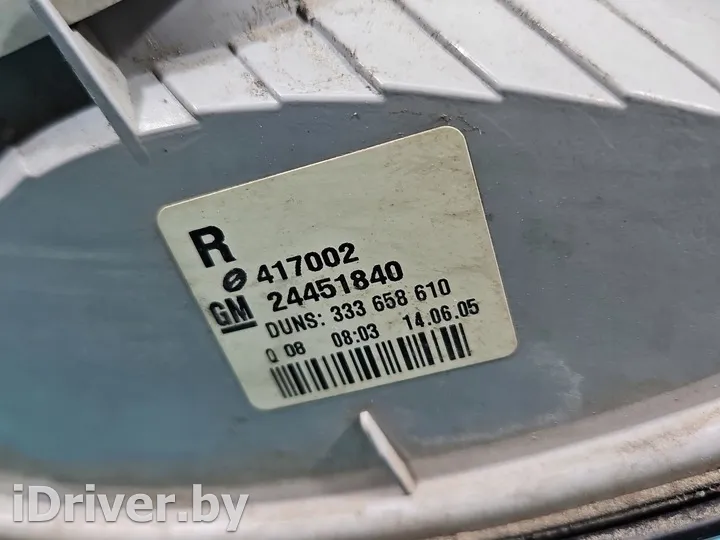 R
417002
GM 24451840
DUNS: 333 658 610
Q 08 08:03 14.06.05
iDriver.by